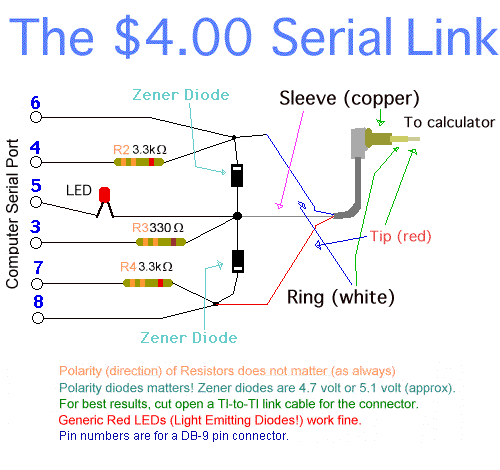 The $4.00 Serial Link
Zener Diode
Sleeve (copper)
To calculator
6
R2 3.3kΩ
4
LED
5
Computer Serial Port
R3 330 Ω
3
Tip (red)
R4 3.3kΩ
7
Ring (white)
8
Zener Diode
Polarity (direction) of Resistors does not matter (as always)
Polarity diodes matters! Zener diodes are 4.7 volt or 5.1 volt (approx).
For best results, cut open a TI-to-TI link cable for the connector.
Generic Red LEDs (Light Emitting Diodes!) work fine.
Pin numbers are for a DB-9 pin connector.